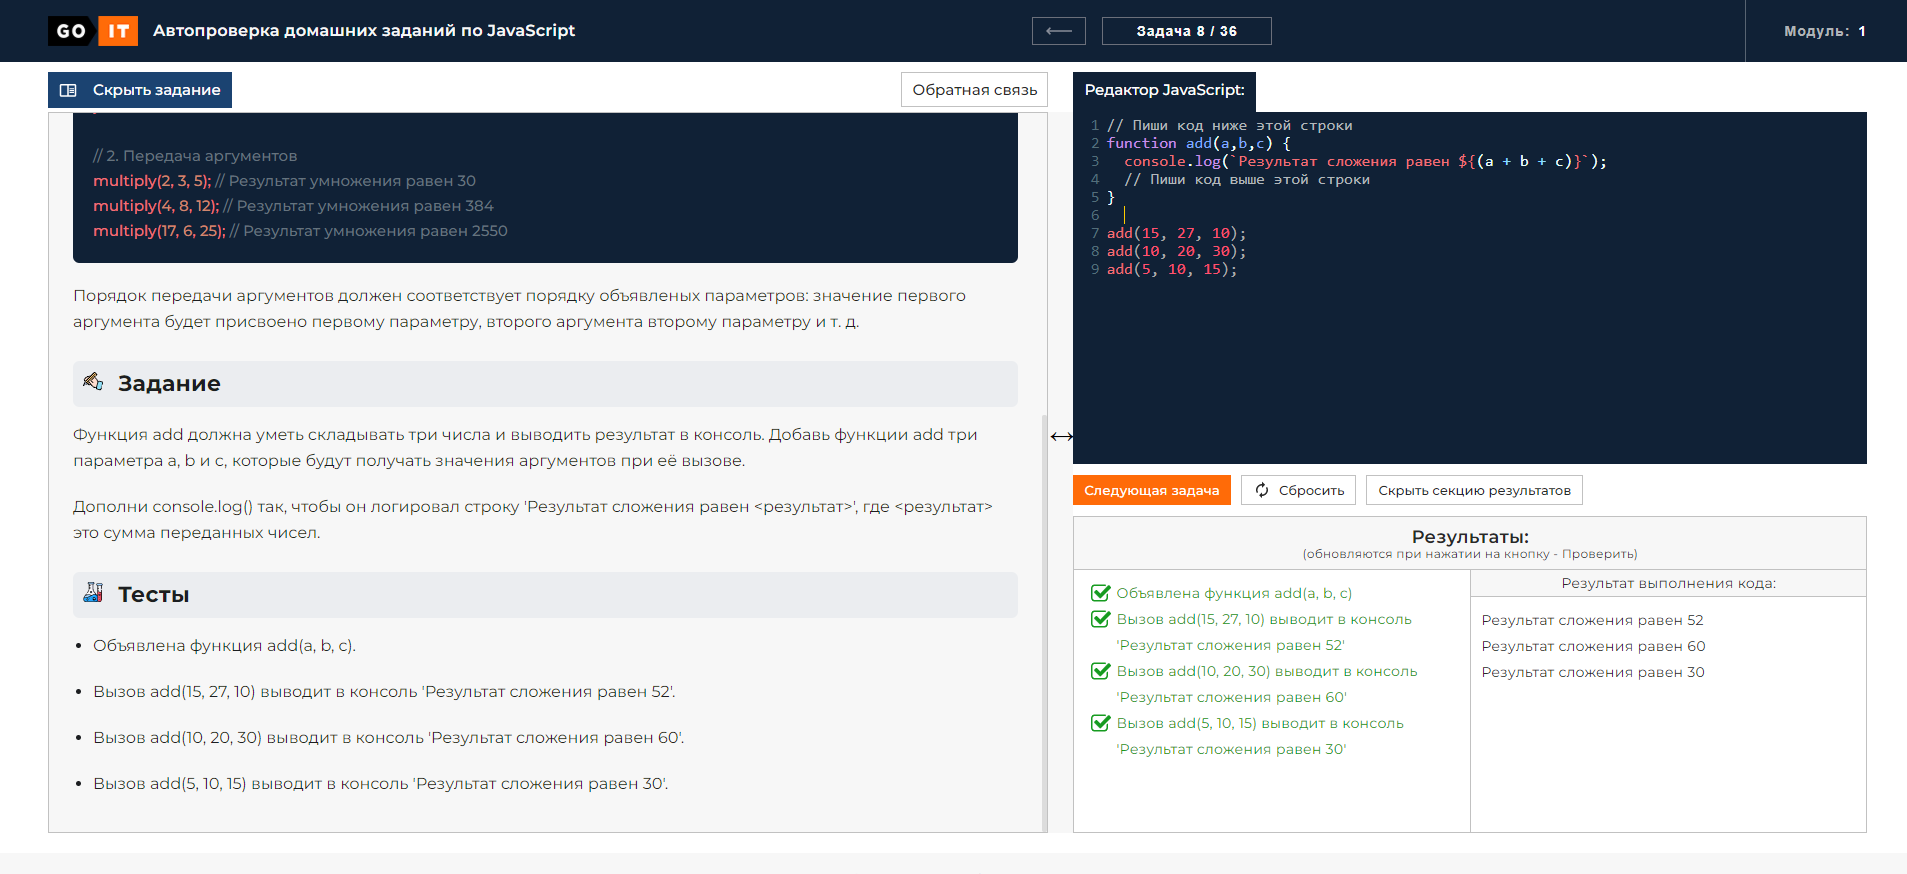 GO IT Автопроверка домашних заданий по JavaScript
Задача 8 / 36
Модуль: 1
Скрыть задание
Обратная связь
// 2. Передача аргументов
multiply(2, 3, 5); // Результат умножения равен 30
multiply(4, 8, 12); // Результат умножения равен 384
multiply(17, 6, 25); // Результат умножения равен 2550
Порядок передачи аргументов должен соответствует порядку объявленых параметров: значение первого
аргумента будет присвоено первому параметру, второго аргумента второму параметру и т. д.
Задание
Функция add должна уметь складывать три числа и выводить результат в консоль. Добавь функции add три
параметра a, b и c, которые будут получать значения аргументов при её вызове.
Дополни console.log() так, чтобы он логировал строку 'Результат сложения равен <результат>', где <результат>
это сумма переданных чисел.
Тесты
• Объявлена функция add(a, b, c).
• Вызов add(15, 27, 10) выводит в консоль 'Результат сложения равен 52'.
• Вызов add(10, 20, 30) выводит в консоль 'Результат сложения равен 60'.
• Вызов add(5, 10, 15) выводит в консоль 'Результат сложения равен 30'.
Редактор JavaScript:
1 // Пиши код ниже этой строки
2 function add(a,b,c) {
3 console.log(`Результат сложения равен ${(a + b + c)}`);
4 // Пиши код выше этой строки
5 }
6
7 add(15, 27, 10);
8 add(10, 20, 30);
9 add(5, 10, 15);
Следующая задача
Сбросить
Скрыть секцию результатов
Результаты:
(обновляются при нажатии на кнопку - Проверить)
Объявлена функция add(a, b, c)
Вызов add(15, 27, 10) выводит в консоль
'Результат сложения равен 52'
Вызов add(10, 20, 30) выводит в консоль
'Результат сложения равен 60'
Вызов add(5, 10, 15) выводит в консоль
'Результат сложения равен 30'
Результат выполнения кода:
Результат сложения равен 52
Результат сложения равен 60
Результат сложения равен 30